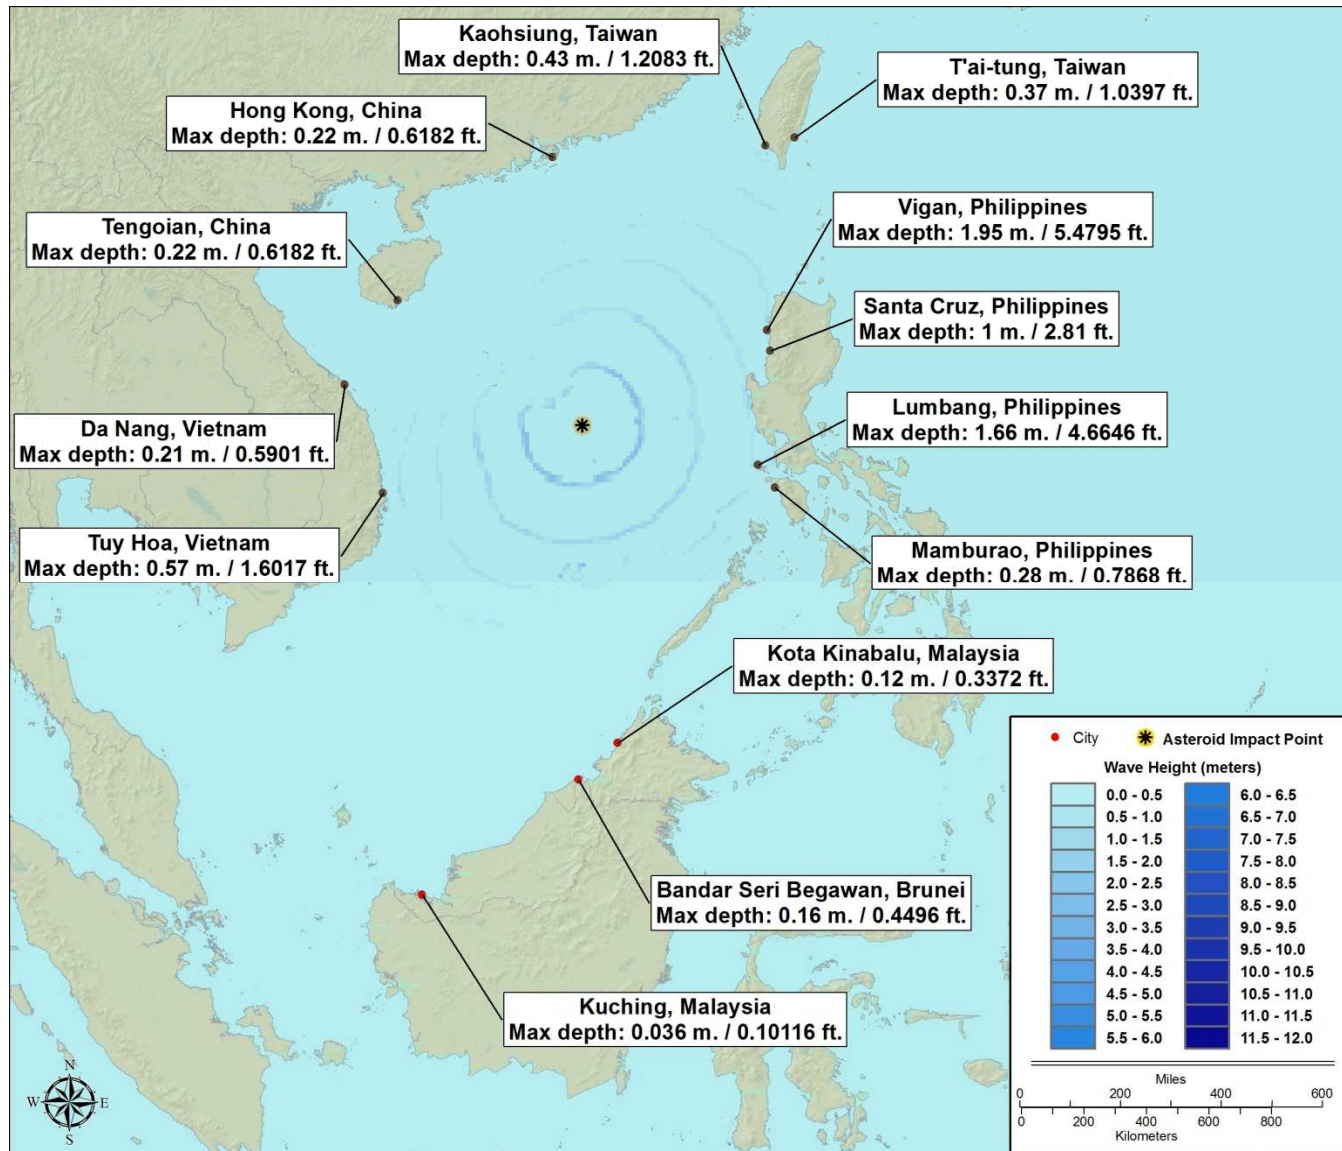 Kaohsiung, Taiwan
Max depth: 0.43 m. / 1.2083 ft.
T'ai-tung, Taiwan
Max depth: 0.37 m. / 1.0397 ft.
Hong Kong, China
Max depth: 0.22 m. / 0.6182 ft.
Tengoian, China
Max depth: 0.22 m. / 0.6182 ft.
Vigan, Philippines
Max depth: 1.95 m. / 5.4795 ft.
Santa Cruz, Philippines
Max depth: 1 m. / 2.81 ft.
Lumbang, Philippines
Max depth: 1.66 m. / 4.6646 ft.
Da Nang, Vietnam
Max depth: 0.21 m. / 0.5901 ft.
Tuy Hoa, Vietnam
Max depth: 0.57 m. / 1.6017 ft.
Mamburao, Philippines
Max depth: 0.28 m. / 0.7868 ft.
Kota Kinabalu, Malaysia
Max depth: 0.12 m. / 0.3372 ft.
Bandar Seri Begawan, Brunei
Max depth: 0.16 m. / 0.4496 ft.
Kuching, Malaysia
Max depth: 0.036 m. / 0.10116 ft.
City
Asteroid Impact Point
Wave Height (meters)
0.0 - 0.5
0.5 - 1.0
1.0 - 1.5
1.5 - 2.0
2.0 - 2.5
2.5 - 3.0
3.0 - 3.5
3.5 - 4.0
4.0 - 4.5
4.5 - 5.0
5.0 - 5.5
5.5 - 6.0
6.0 - 6.5
6.5 - 7.0
7.0 - 7.5
7.5 - 8.0
8.0 - 8.5
8.5 - 9.0
9.0 - 9.5
9.5 - 10.0
10.0 - 10.5
10.5 - 11.0
11.0 - 11.5
11.5 - 12.0
Miles
0 200 400 600
0 200 400 600 800
Kilometers
N
W E
S